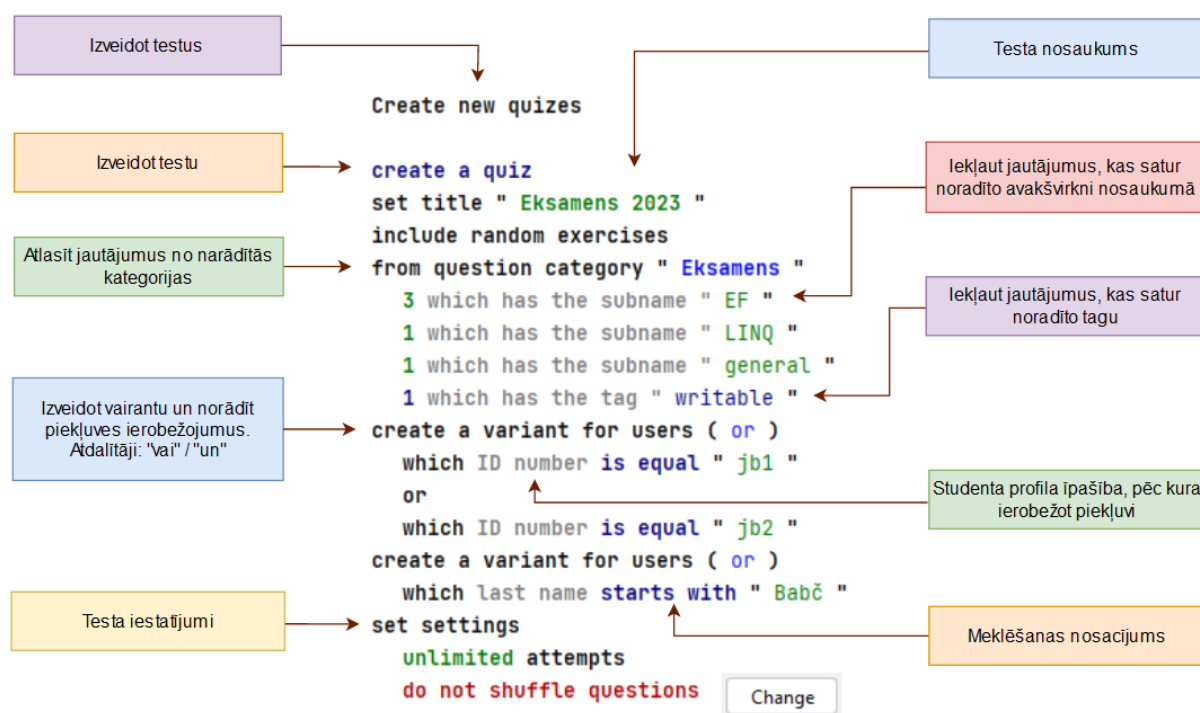 Izveidot testus
Testa nosaukums
Create new quizes
Izveidot testu
create a quiz
set title " Eksamens 2023 "
include random exercises
Iekļaut jautājumus, kas satur
noradīto avakšvirkni nosaukumā
Atlasīt jautājumus no narādītās
kategorijas
from question category " Eksamens "
3 which has the subname " EF "
1 which has the subname " LINQ "
1 which has the subname " general "
1 which has the tag " writable "
Iekļaut jautājumus, kas satur
noradīto tagu
Izveidot vairantu un norādīt
piekļuves ierobežojumus.
Atdalītāji: "vai" / "un"
create a variant for users ( or )
which ID number is equal " jb1 "
or
which ID number is equal " jb2 "
Studenta profila īpašība, pēc kura
ierobežot piekļuvi
create a variant for users ( or )
which last name starts with " Babč "
Testa iestatījumi
set settings
unlimited attempts
do not shuffle questions
Meklēšanas nosacījums
Change